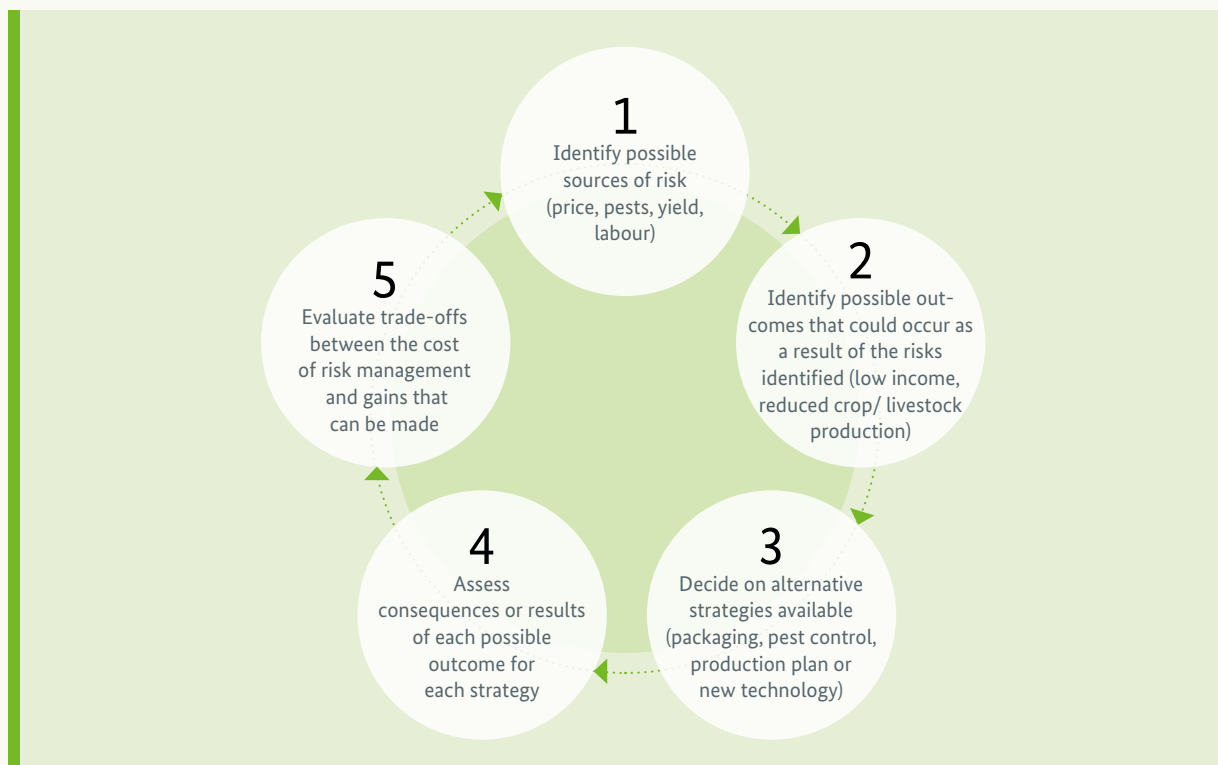 1
Identify possible
sources of risk
(price, pests, yield,
labour)
2
Identify possible out-
comes that could occur as
a result of the risks
identified (low income,
reduced crop/ livestock
production)
3
Decide on alternative
strategies available
(packaging, pest control,
production plan or
new technology)
4
Assess
consequences or results
of each possible
outcome for
each strategy
5
Evaluate trade-offs
between the cost
of risk management
and gains that
can be made